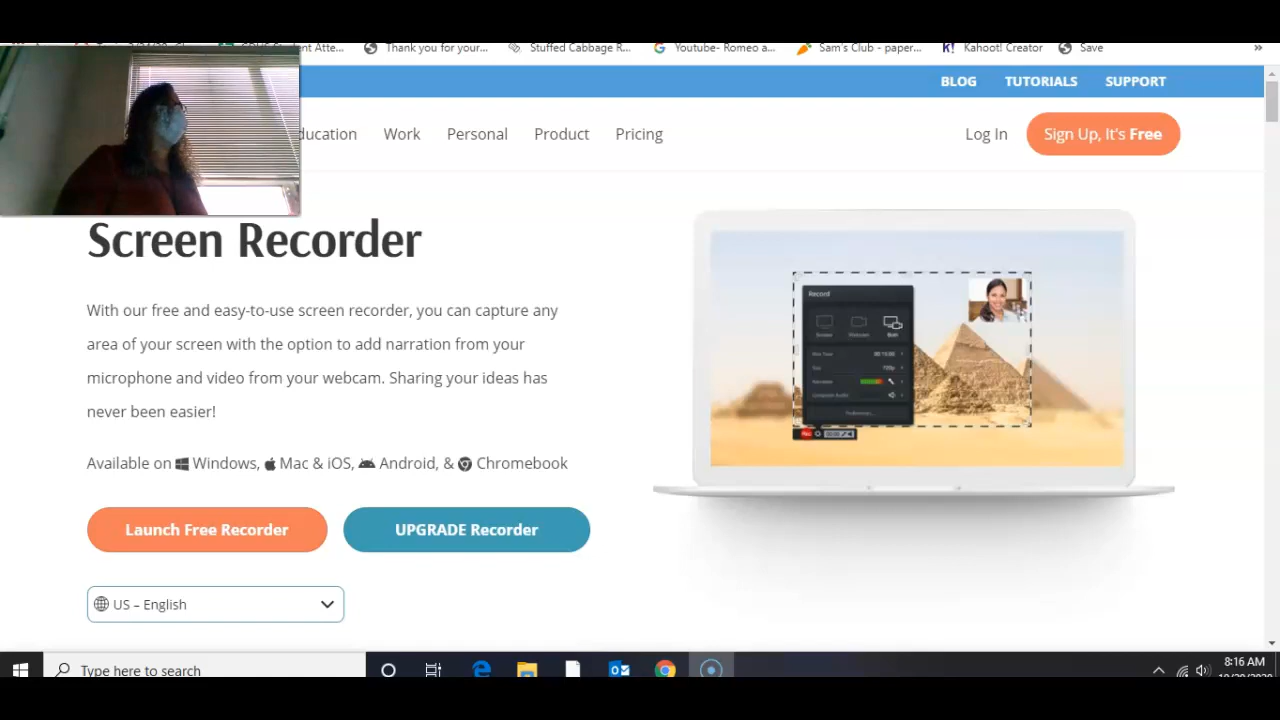 Thank you for your...
Stuffed Cabbage R...
Youtube- Romeo a...
Sam's Club - paper...
Kahoot! Creator
Save
»
BLOG TUTORIALS SUPPORT
ducation Work Personal Product Pricing Log In Sign Up, It's Free
Screen Recorder
With our free and easy-to-use screen recorder, you can capture any
area of your screen with the option to add narration from your
microphone and video from your webcam. Sharing your ideas has
never been easier!
Available on Windows, Mac & iOS, Android, & Chromebook
Record
Launch Free Recorder UPGRADE Recorder
US – English
Type here to search
8:16 AM